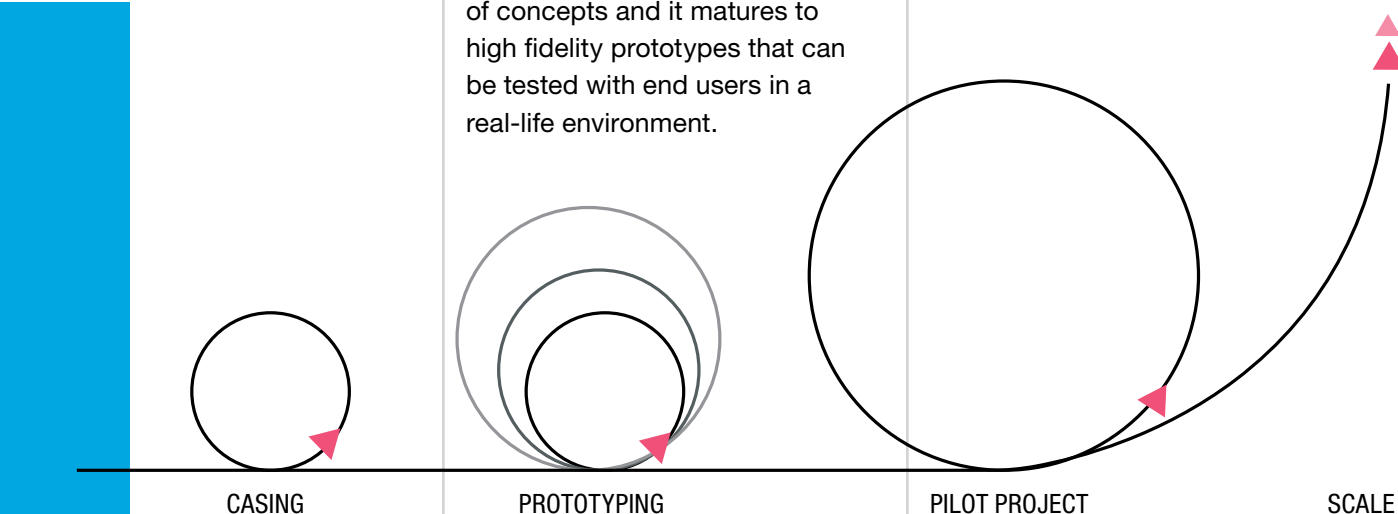 of concepts and it matures to
high fidelity prototypes that can
be tested with end users in a
real-life environment.
CASING
PROTOTYPING
PILOT PROJECT
SCALE